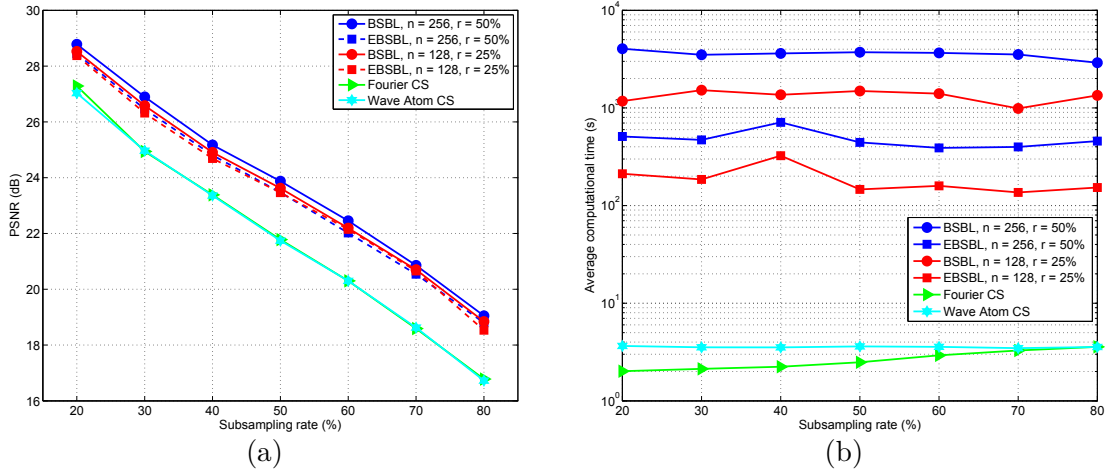 30
28
26
24
22
20
18
16
PSNR (dB)
20 30 40 50 60 70 80
Subsampling rate (%)
BSBL, n = 256, r = 50%
EBSBL, n = 256, r = 50%
BSBL, n = 128, r = 25%
EBSBL, n = 128, r = 25%
Fourier CS
Wave Atom CS
(a)
10^4
10^3
10^2
10^1
10^0
Average computational time (s)
20 30 40 50 60 70 80
Subsampling rate (%)
BSBL, n = 256, r = 50%
EBSBL, n = 256, r = 50%
BSBL, n = 128, r = 25%
EBSBL, n = 128, r = 25%
Fourier CS
Wave Atom CS
(b)